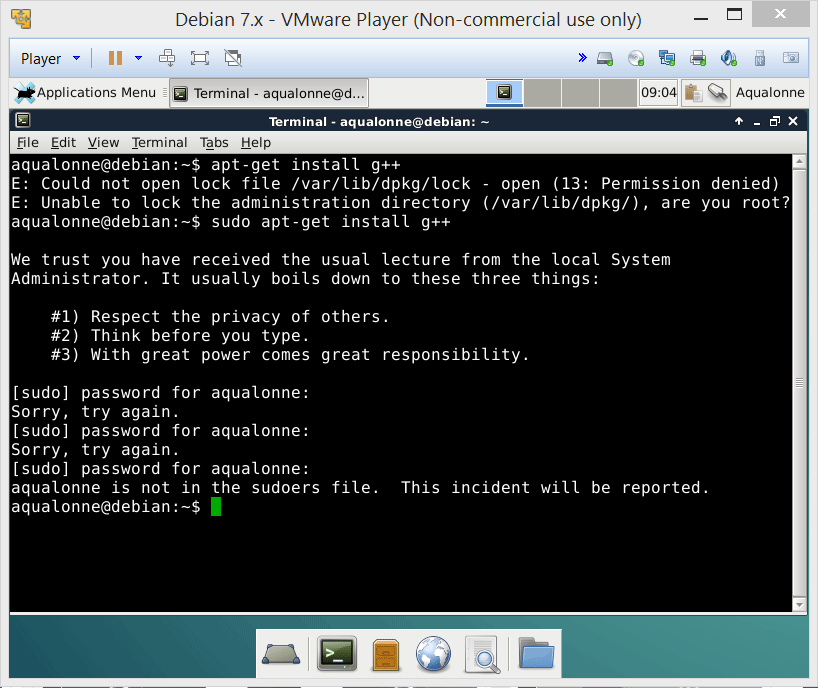 Debian 7.x - VMware Player (Non-commercial use only)
Player
Applications Menu
Terminal - aqualonne@d...
09:04
Aqualonne
Terminal - aqualonne@debian: ~
File Edit View Terminal Tabs Help
aqualonne@debian:~$ apt-get install g++
E: Could not open lock file /var/lib/dpkg/lock - open (13: Permission denied)
E: Unable to lock the administration directory (/var/lib/dpkg/), are you root?
aqualonne@debian:~$ sudo apt-get install g++
We trust you have received the usual lecture from the local System
Administrator. It usually boils down to these three things:
#1) Respect the privacy of others.
#2) Think before you type.
#3) With great power comes great responsibility.
[sudo] password for aqualonne:
Sorry, try again.
[sudo] password for aqualonne:
Sorry, try again.
[sudo] password for aqualonne:
aqualonne is not in the sudoers file.  This incident will be reported.
aqualonne@debian:~$